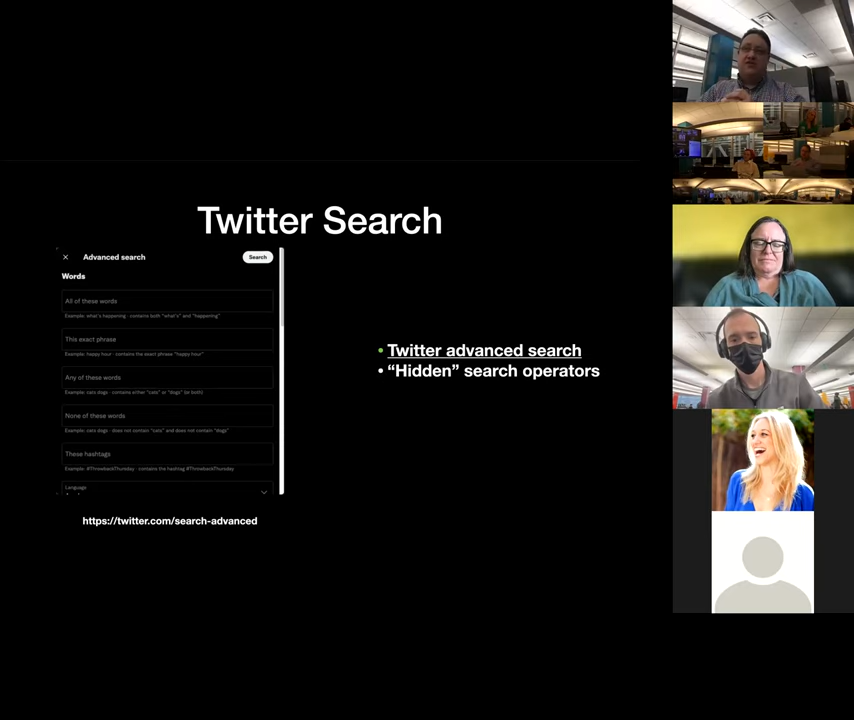 Twitter Search
Advanced search
Search
Words
All of these words
Example: what's happening · contains both "what's" and "happening"
This exact phrase
Example: happy hour · contains the exact phrase "happy hour"
Any of these words
Example: cats dogs · contains either "cats" or "dogs" (or both)
None of these words
Example: cats dogs · does not contain "cats" and does not contain "dogs"
These hashtags
Example: #ThrowbackThursday · contains the hashtag #ThrowbackThursday
Language
https://twitter.com/search-advanced
• Twitter advanced search
• “Hidden” search operators